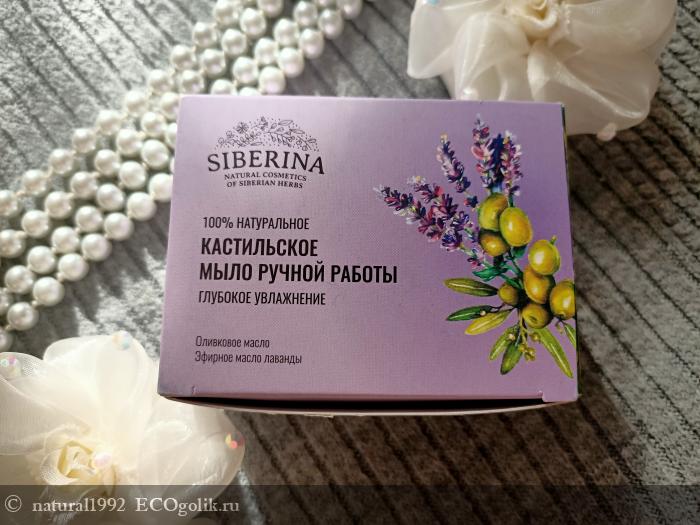 SIBERINA
NATURAL COSMETICS
OF SIBERIAN HERBS
100% НАТУРАЛЬНОЕ
КАСТИЛЬСКОЕ
МЫЛО РУЧНОЙ РАБОТЫ
ГЛУБОКОЕ УВЛАЖНЕНИЕ
Оливковое масло
Эфирное масло лаванды
© natural1992 ECOgolik.ru